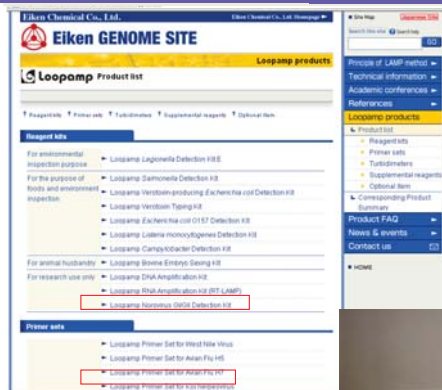 Eiken Chemical Co., Ltd.
Eiken Chemical Co., Ltd. Homepage
Eiken GENOME SITE
Loopamp products
Loopamp Product list
Reagent kits
Primer sets
Turbidimeters
Supplemental reagents
Optional item
Reagent kits
For environmental inspection purpose
Loopamp Legionella Detection Kit E
For the purpose of foods and environment inspection
Loopamp Salmonella Detection Kit
Loopamp Verotoxin-producing Escherichia coli Detection Kit
Loopamp Verotoxin Typing Kit
Loopamp Escherichia coli O157 Detection Kit
Loopamp Listeria monocytogenes Detection Kit
Loopamp Campylobacter Detection Kit
For animal husbandry
Loopamp Bovine Embryo Sexing Kit
For research use only
Loopamp DNA Amplification Kit
Loopamp RNA Amplification Kit (RT-LAMP)
Loopamp Norovirus GI/GII Detection Kit
Primer sets
Loopamp Primer Set for West Nile Virus
Loopamp Primer Set for Avian Flu H5
Loopamp Primer Set for Avian Flu H7
Loopamp Primer Set for Koi herpesvirus
Site Map
Japanese Site
Search this site
Search help
GO
Principle of LAMP method
Technical information
Academic conferences
References
Loopamp products
Product list
Reagent kits
Primer sets
Turbidimeters
Supplemental reagents
Optional item
Corresponding Product
Summary
Product FAQ
News & events
Contact us
HOME